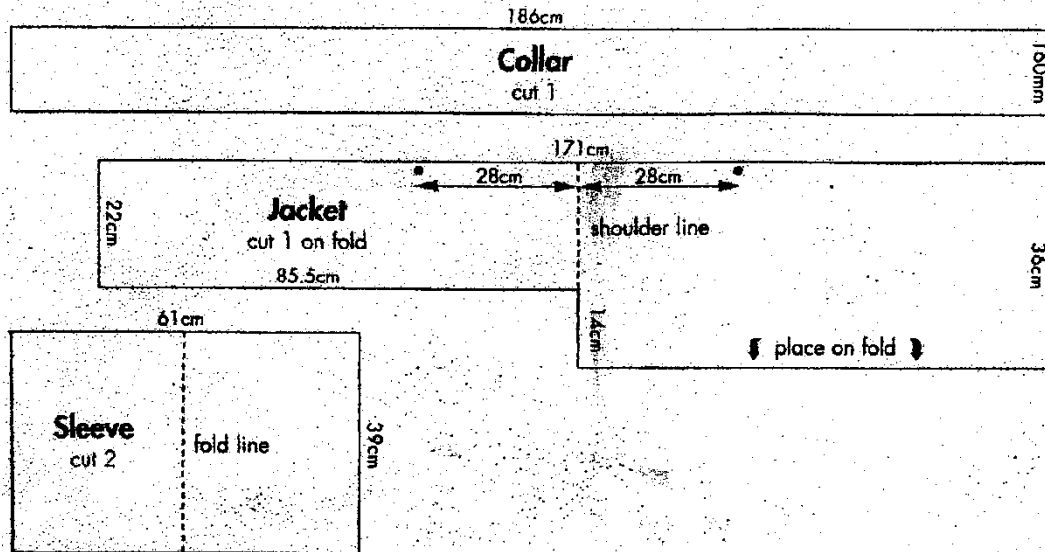 186cm
Collar
cut 1
160mm
171cm
28cm
28cm
22cm
Jacket
cut 1 on fold
shoulder line
36cm
85.5cm
14cm
place on fold
61cm
Sleeve
cut 2
fold line
39cm